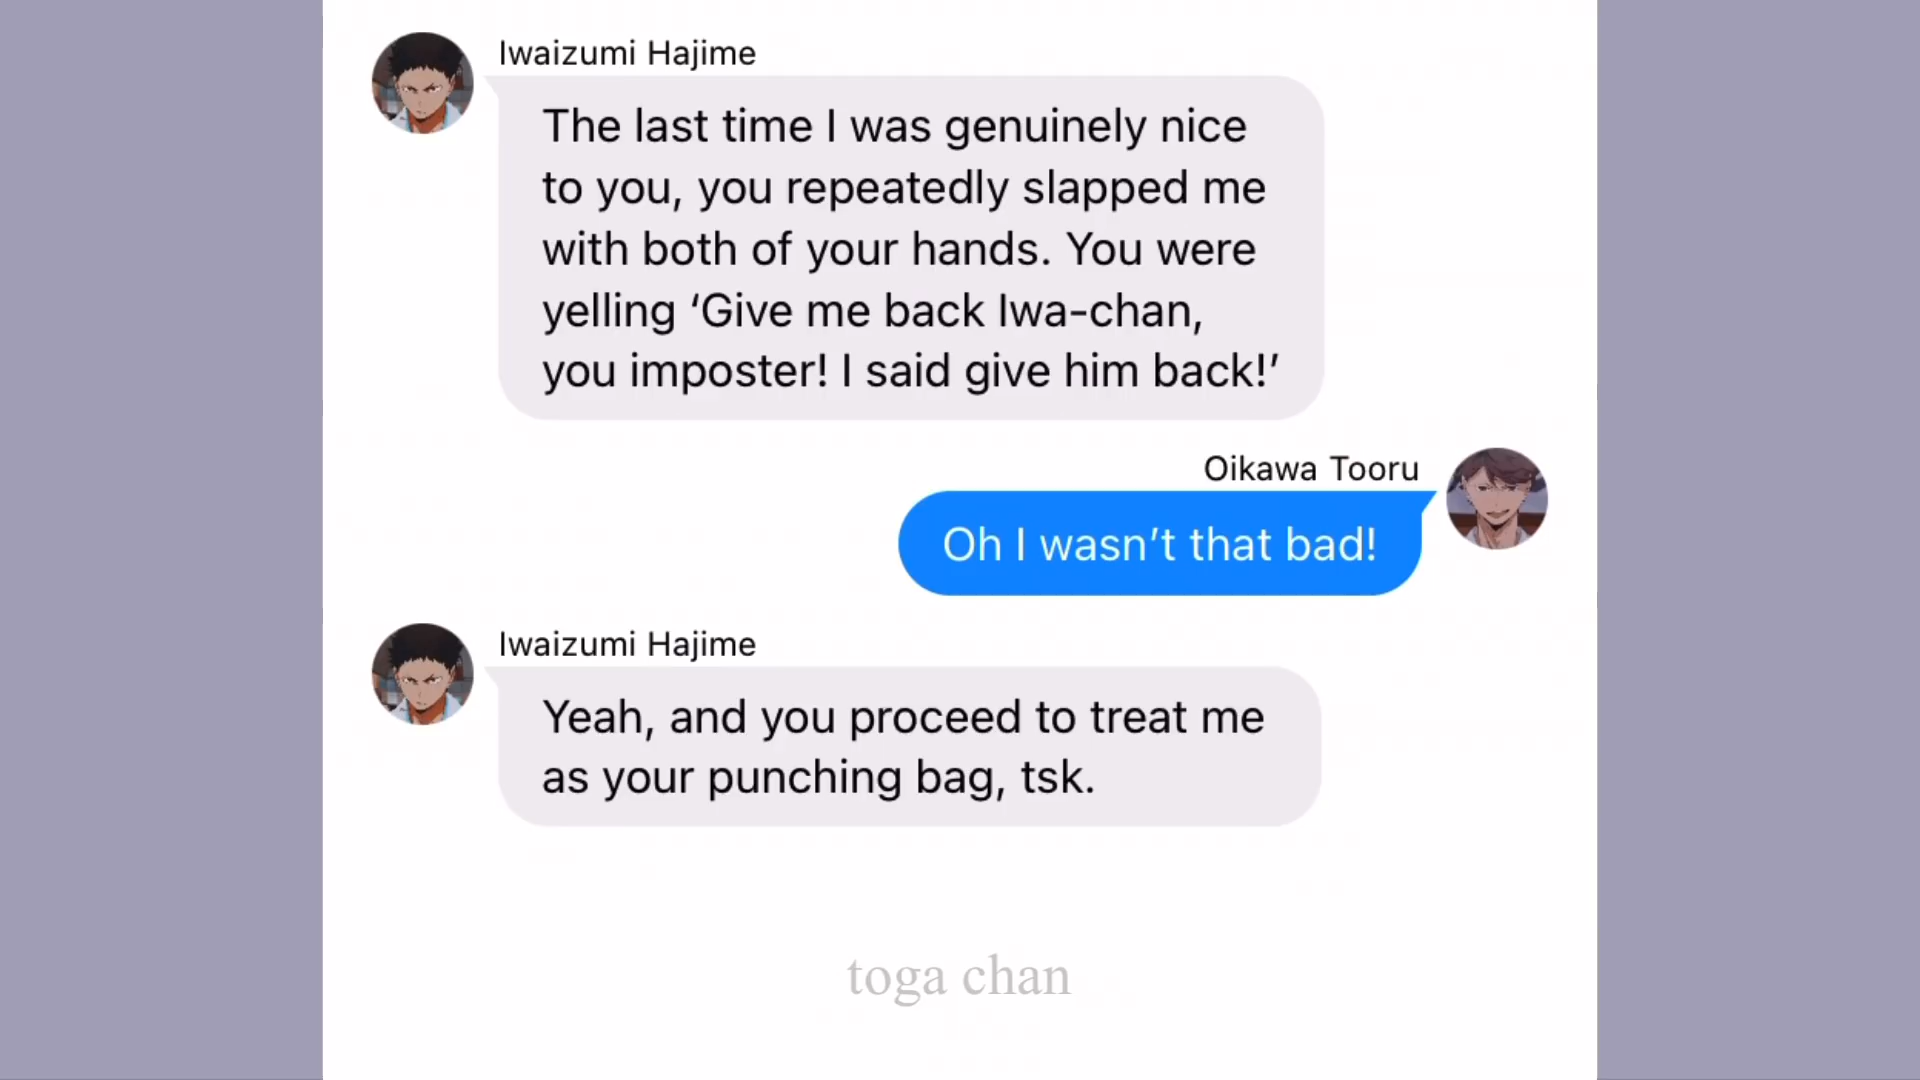 Iwaizumi Hajime
The last time I was genuinely nice
to you, you repeatedly slapped me
with both of your hands. You were
yelling ‘Give me back Iwa-chan,
you imposter! I said give him back!’
Oikawa Tooru
Oh I wasn’t that bad!
Iwaizumi Hajime
Yeah, and you proceed to treat me
as your punching bag, tsk.
toga chan